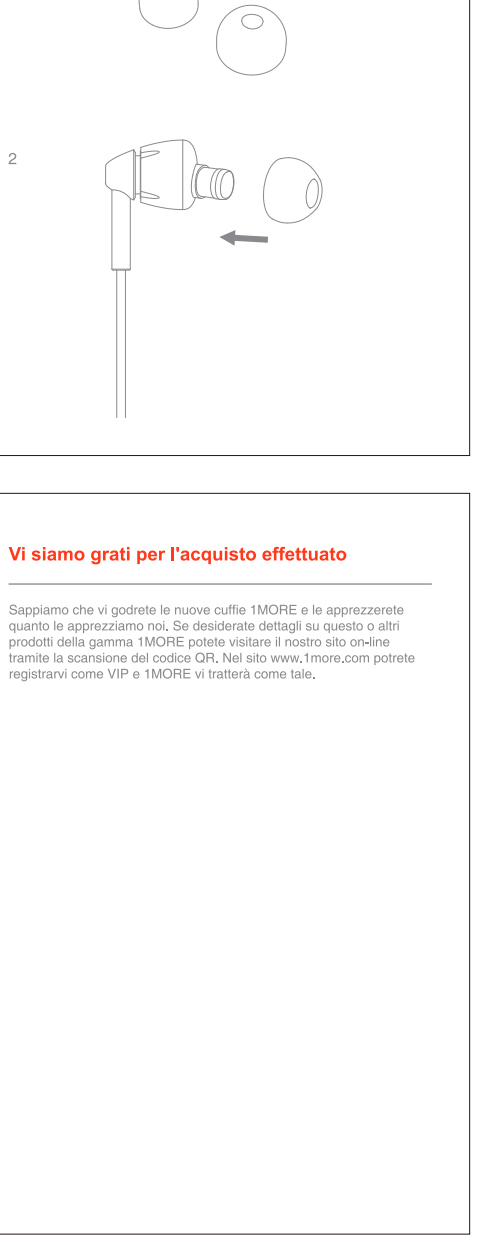 2
Vi siamo grati per l'acquisto effettuato
Sappiamo che vi godrete le nuove cuffie 1MORE e le apprezzerete
quanto le apprezziamo noi. Se desiderate dettagli su questo o altri
prodotti della gamma 1MORE potete visitare il nostro sito on-line
tramite la scansione del codice QR. Nel sito www.1more.com potrete
registrarvi come VIP e 1MORE vi tratterà come tale.